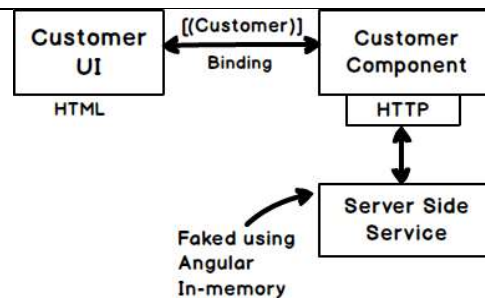 Customer
UI
HTML
[(Customer)]
Binding
Customer
Component
HTTP
Server Side
Service
Faked using
Angular
In-memory